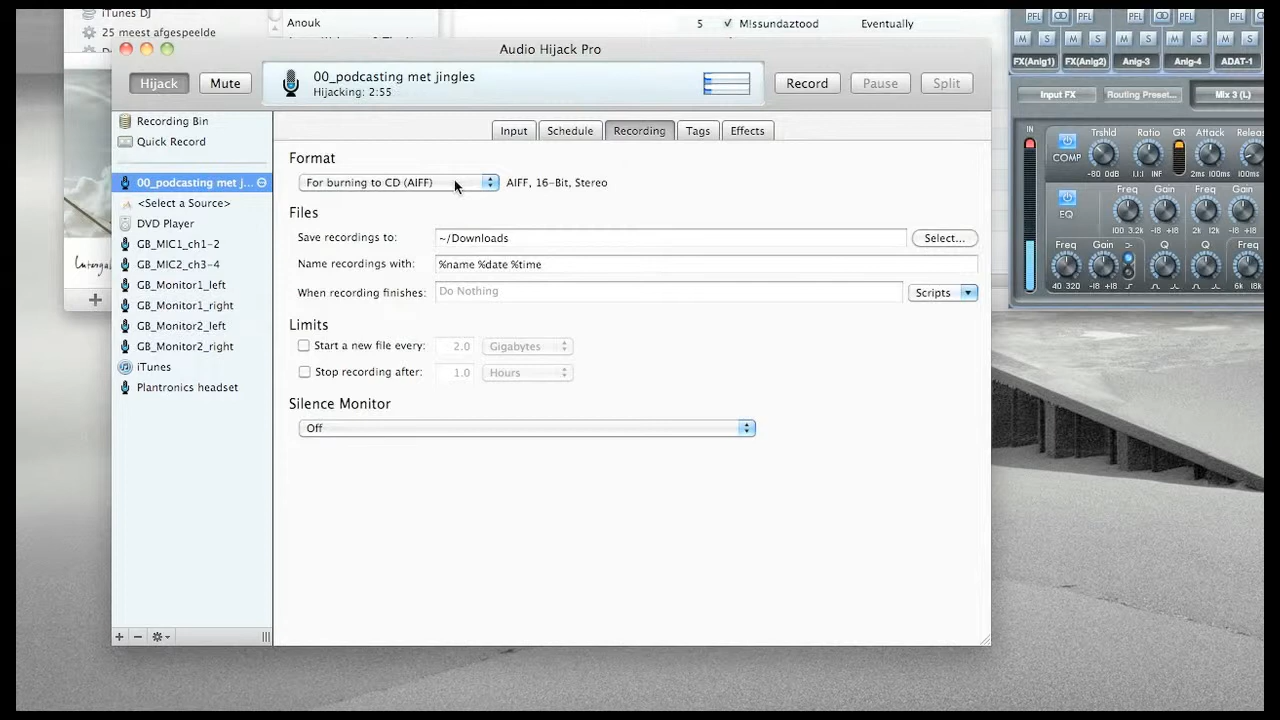 iTunes DJ
25 meest afgespeelde
Anouk
5 ✓ M!ssundaztood Eventually
Audio Hijack Pro
Hijack Mute
00_podcasting met jingles
Hijacking: 2:55
Record Pause Split
Recording Bin
Quick Record
00_podcasting met j...
<Select a Source>
DVD Player
GB_MIC1_ch1-2
GB_MIC2_ch3-4
GB_Monitor1_left
GB_Monitor1_right
GB_Monitor2_left
GB_Monitor2_right
iTunes
Plantronics headset
Input Schedule Recording Tags Effects
Format
For burning to CD (AIFF) AIFF, 16-Bit, Stereo
Files
Save recordings to: ~/Downloads Select...
Name recordings with: %name %date %time
When recording finishes: Do Nothing Scripts
Limits
Start a new file every: 2.0 Gigabytes
Stop recording after: 1.0 Hours
Silence Monitor
Off
PFL PFL PFL PFL
M S M S M S M S M
FX(Anlg1) FX(Anlg2) Anlg-3 Anlg-4 ADAT-1
Input FX Routing Preset... Mix 3 (L)
IN Trshld Ratio GR Attack Releas
COMP
-80 0dB 1:1 INF 2ms 100ms 100ms
Freq Gain Freq Gain
EQ
100 3.2k -18 +18 2k 12k -18 +18
Freq Gain Q Q Freq
40 320 -18 +18 6k 18k